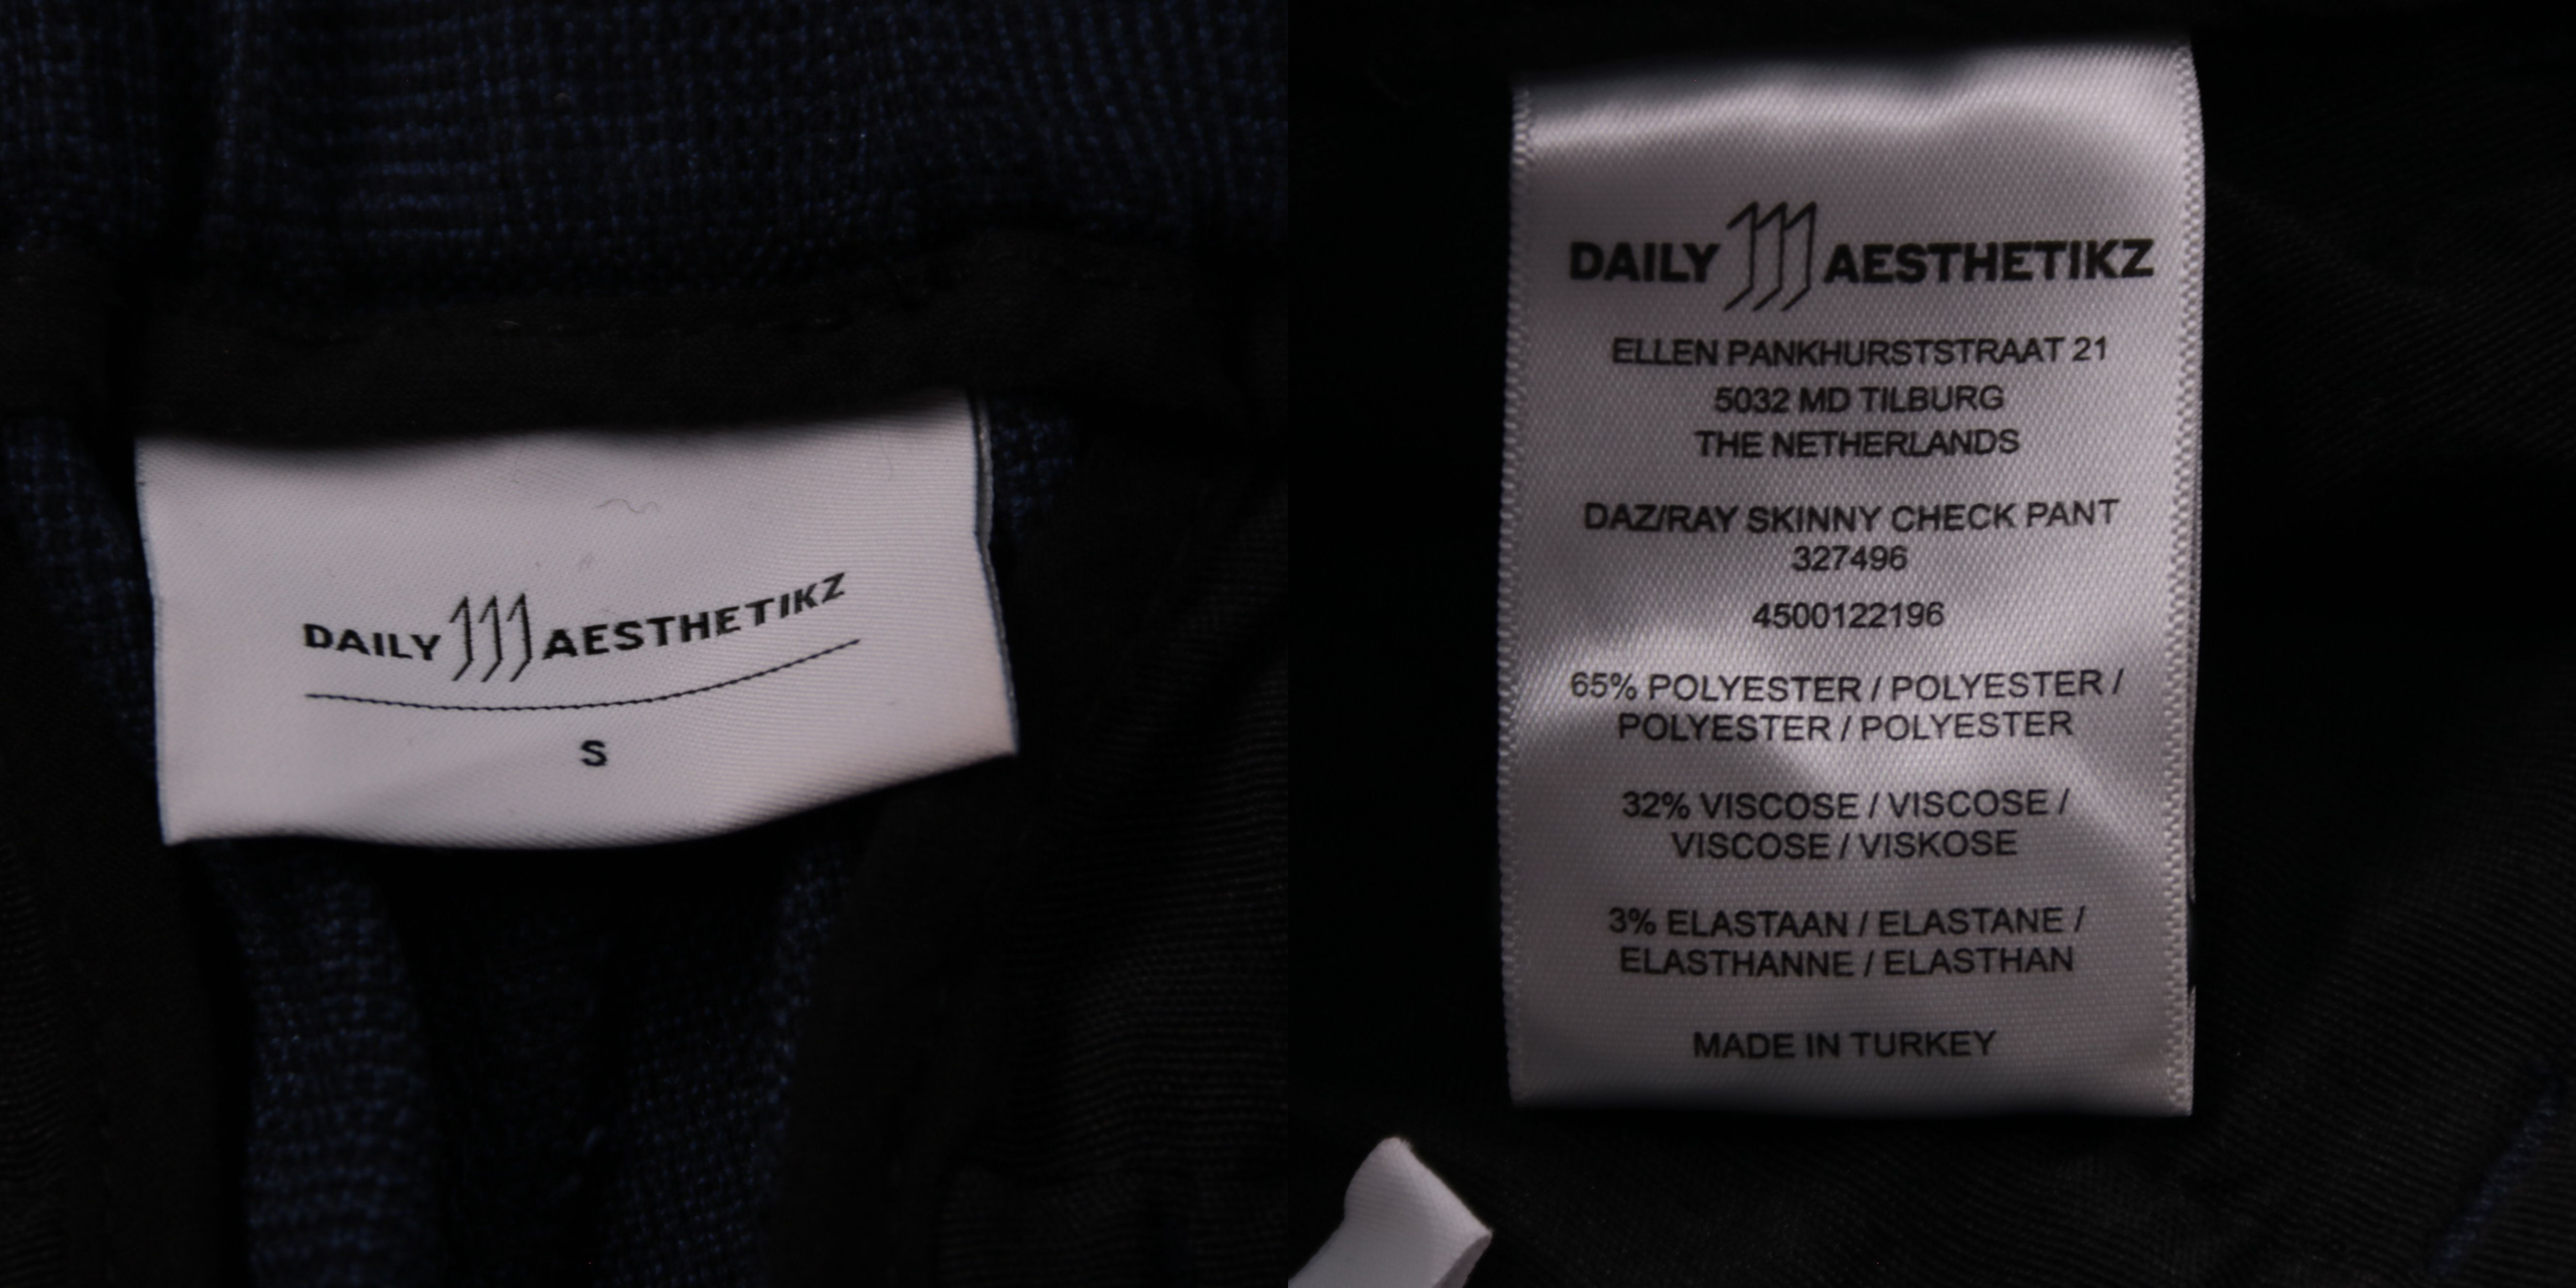 DAILY AESTHETIKZ
S
DAILY AESTHETIKZ
ELLEN PANKHURSTSTRAAT 21
5032 MD TILBURG
THE NETHERLANDS
DAZ/RAY SKINNY CHECK PANT
327496
4500122196
65% POLYESTER / POLYESTER /
POLYESTER / POLYESTER
32% VISCOSE / VISCOSE /
VISCOSE / VISKOSE
3% ELASTAAN / ELASTANE /
ELASTHANNE / ELASTHAN
MADE IN TURKEY